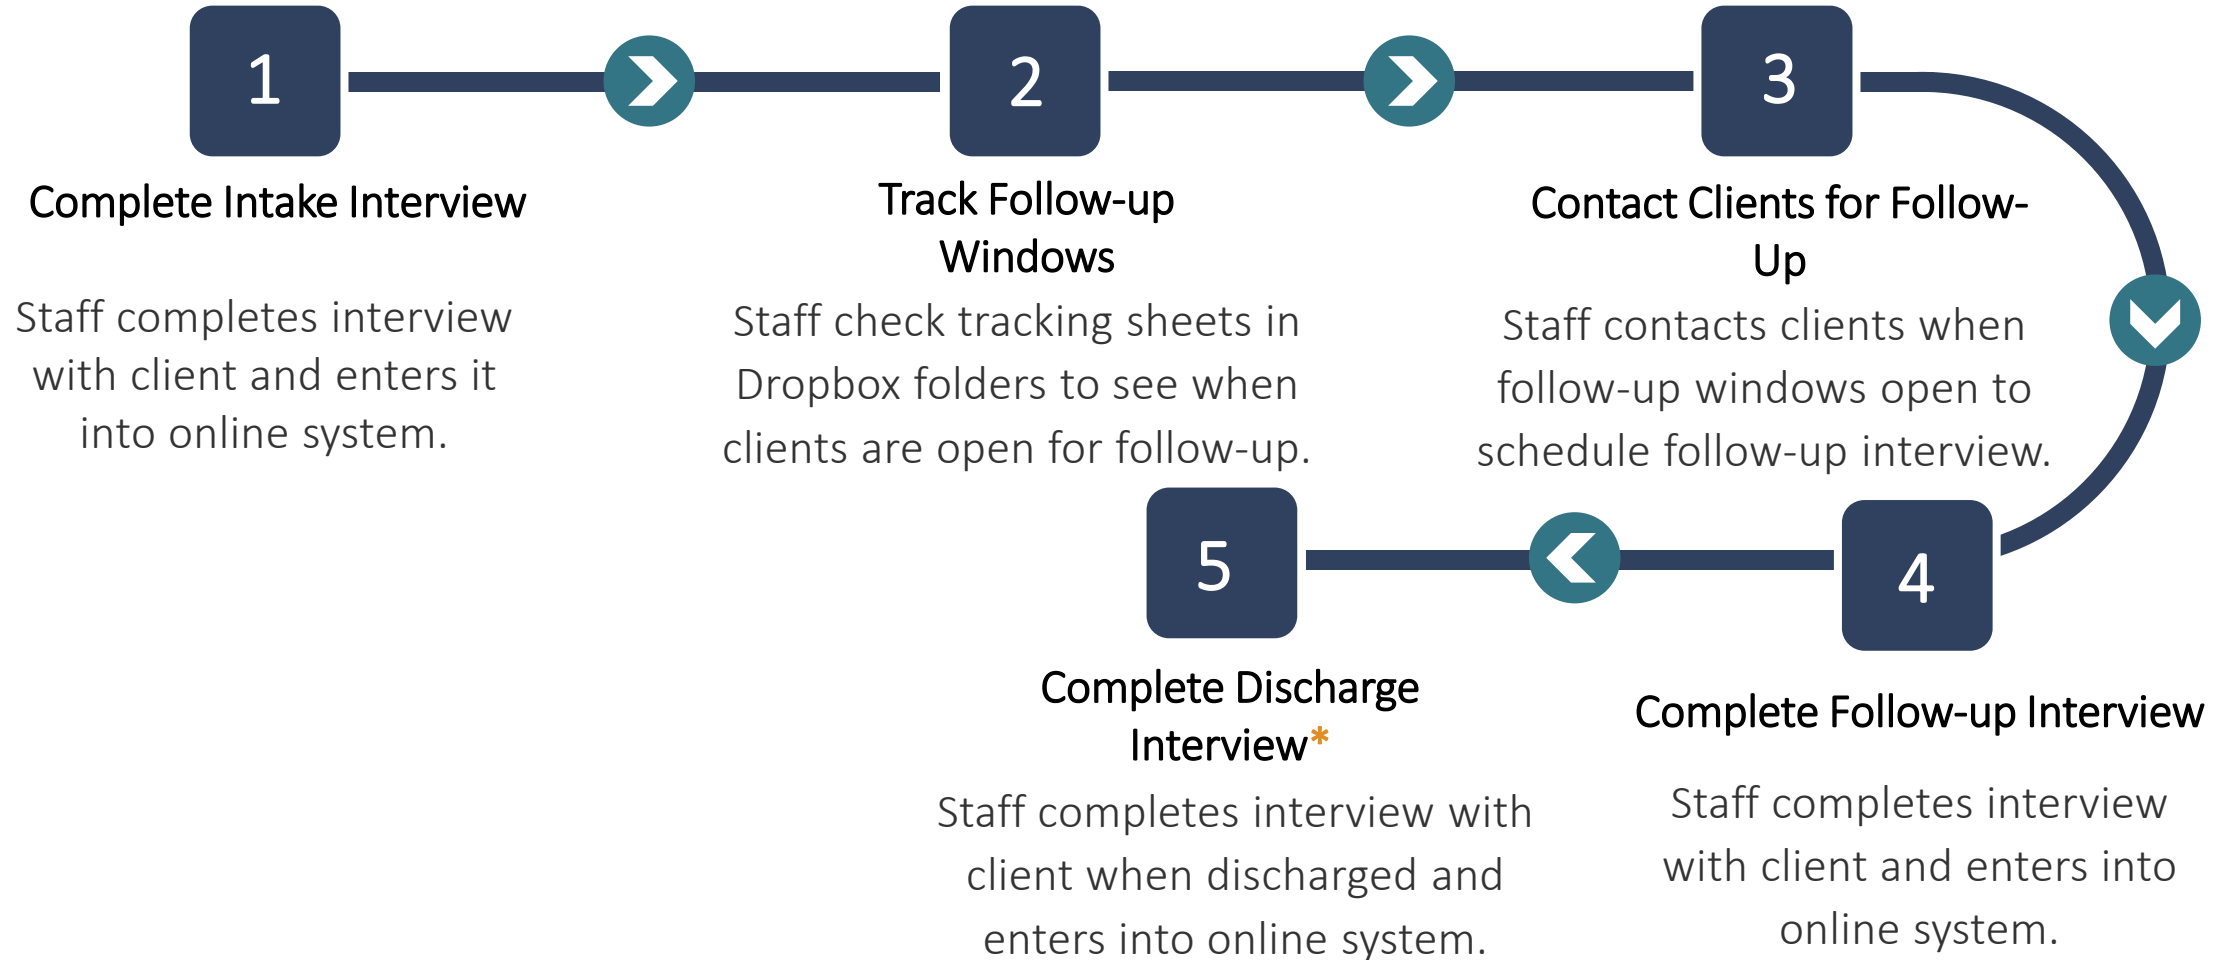 1
Complete Intake Interview
Staff completes interview
with client and enters it
into online system.
2
Track Follow-up
Windows
Staff check tracking sheets in
Dropbox folders to see when
clients are open for follow-up.
3
Contact Clients for Follow-
Up
Staff contacts clients when
follow-up windows open to
schedule follow-up interview.
4
Complete Follow-up Interview
Staff completes interview
with client and enters into
online system.
5
Complete Discharge
Interview*
Staff completes interview with
client when discharged and
enters into online system.